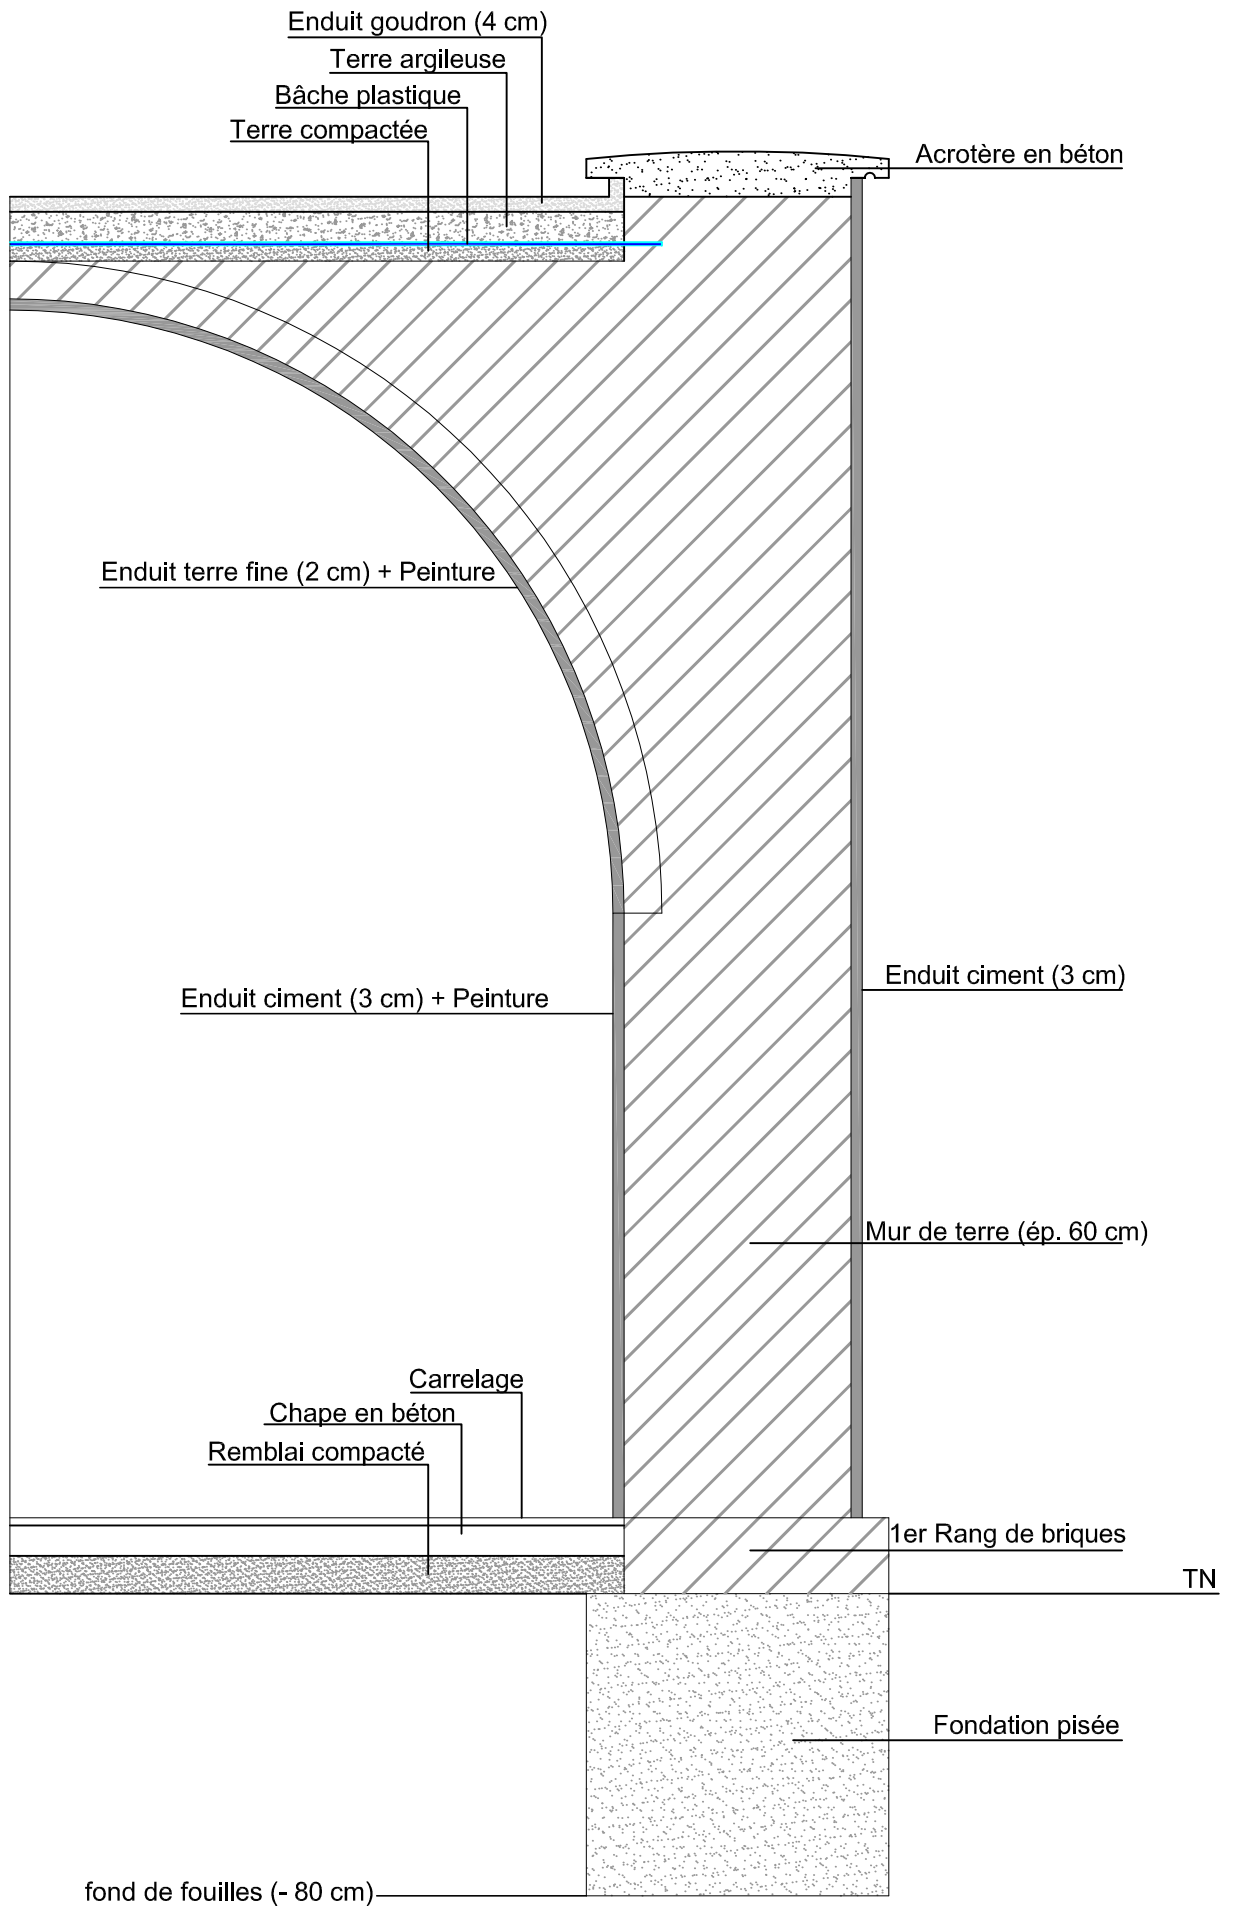 Enduit goudron (4 cm)
Terre argileuse
Bâche plastique
Terre compactée
Acrotère en béton
Enduit terre fine (2 cm) + Peinture
Enduit ciment (3 cm)
Enduit ciment (3 cm) + Peinture
Mur de terre (ép. 60 cm)
Carrelage
Chape en béton
Remblai compacté
1er Rang de briques
TN
Fondation pisée
fond de fouilles (- 80 cm)